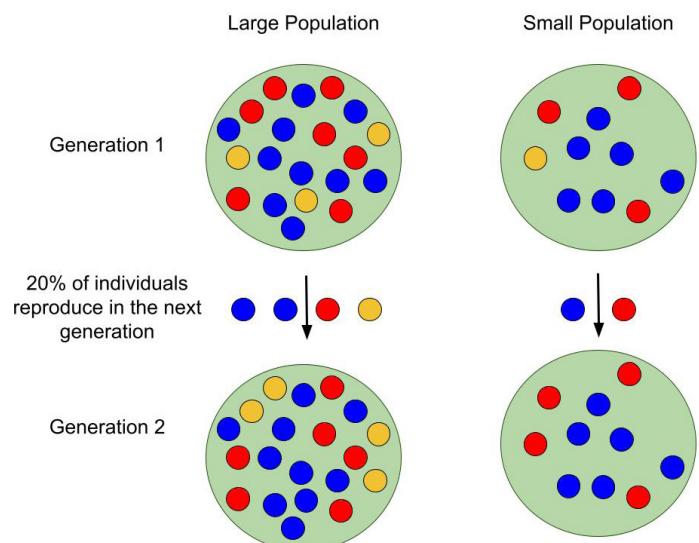 Large Population
Small Population
Generation 1
20% of individuals
reproduce in the next
generation
Generation 2